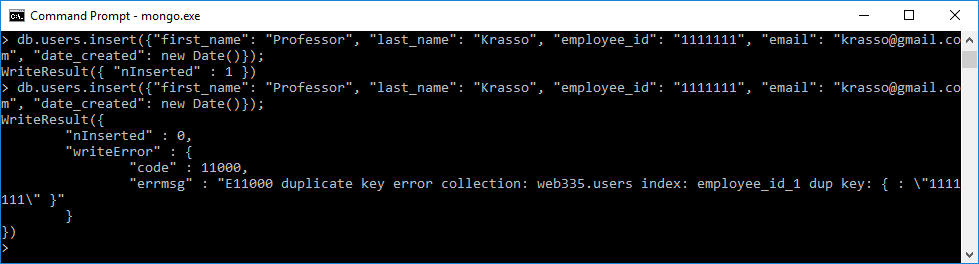 Command Prompt - mongo.exe
> db.users.insert({"first_name": "Professor", "last_name": "Krasso", "employee_id": "1111111", "email": "krasso@gmail.co
m", "date_created": new Date()});
WriteResult({ "nInserted" : 1 })
> db.users.insert({"first_name": "Professor", "last_name": "Krasso", "employee_id": "1111111", "email": "krasso@gmail.co
m", "date_created": new Date()});
WriteResult({
        "nInserted" : 0,
        "writeError" : {
                "code" : 11000,
                "errmsg" : "E11000 duplicate key error collection: web335.users index: employee_id_1 dup key: { : \"1111
111\" }"
        }
})
>